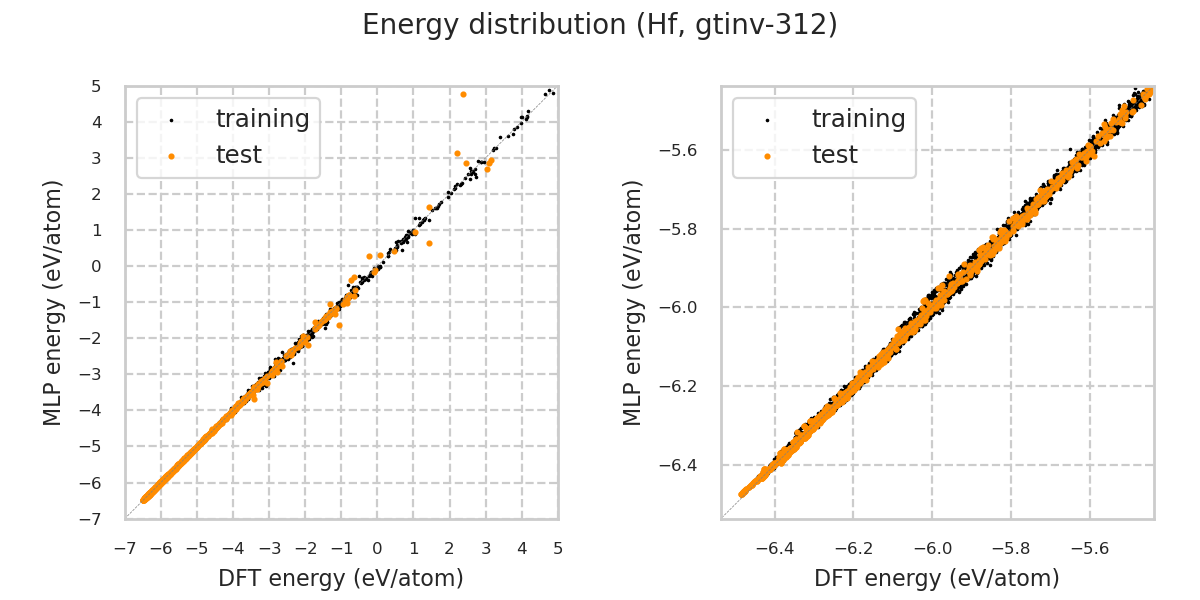 Energy distribution (Hf, gtinv-312)
MLP energy (eV/atom)
5
4
3
2
1
0
−1
−2
−3
−4
−5
−6
−7
training
test
−7 −6 −5 −4 −3 −2 −1 0 1 2 3 4 5
DFT energy (eV/atom)
MLP energy (eV/atom)
−5.6
−5.8
−6.0
−6.2
−6.4
training
test
−6.4 −6.2 −6.0 −5.8 −5.6
DFT energy (eV/atom)